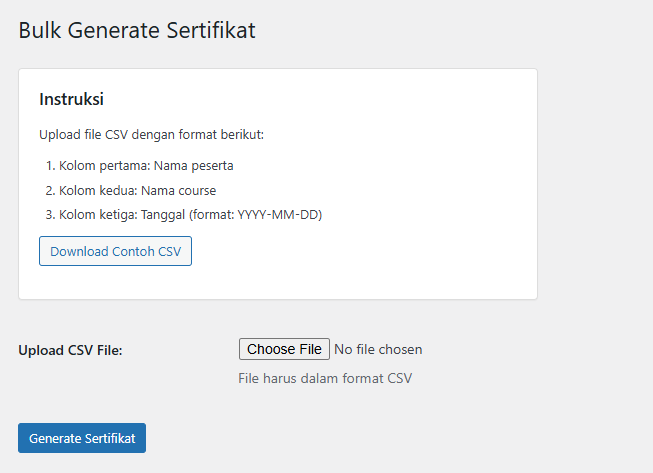 Bulk Generate Sertifikat
Instruksi
Upload file CSV dengan format berikut:
1. Kolom pertama: Nama peserta
2. Kolom kedua: Nama course
3. Kolom ketiga: Tanggal (format: YYYY-MM-DD)
Download Contoh CSV
Upload CSV File: Choose File No file chosen
File harus dalam format CSV
Generate Sertifikat